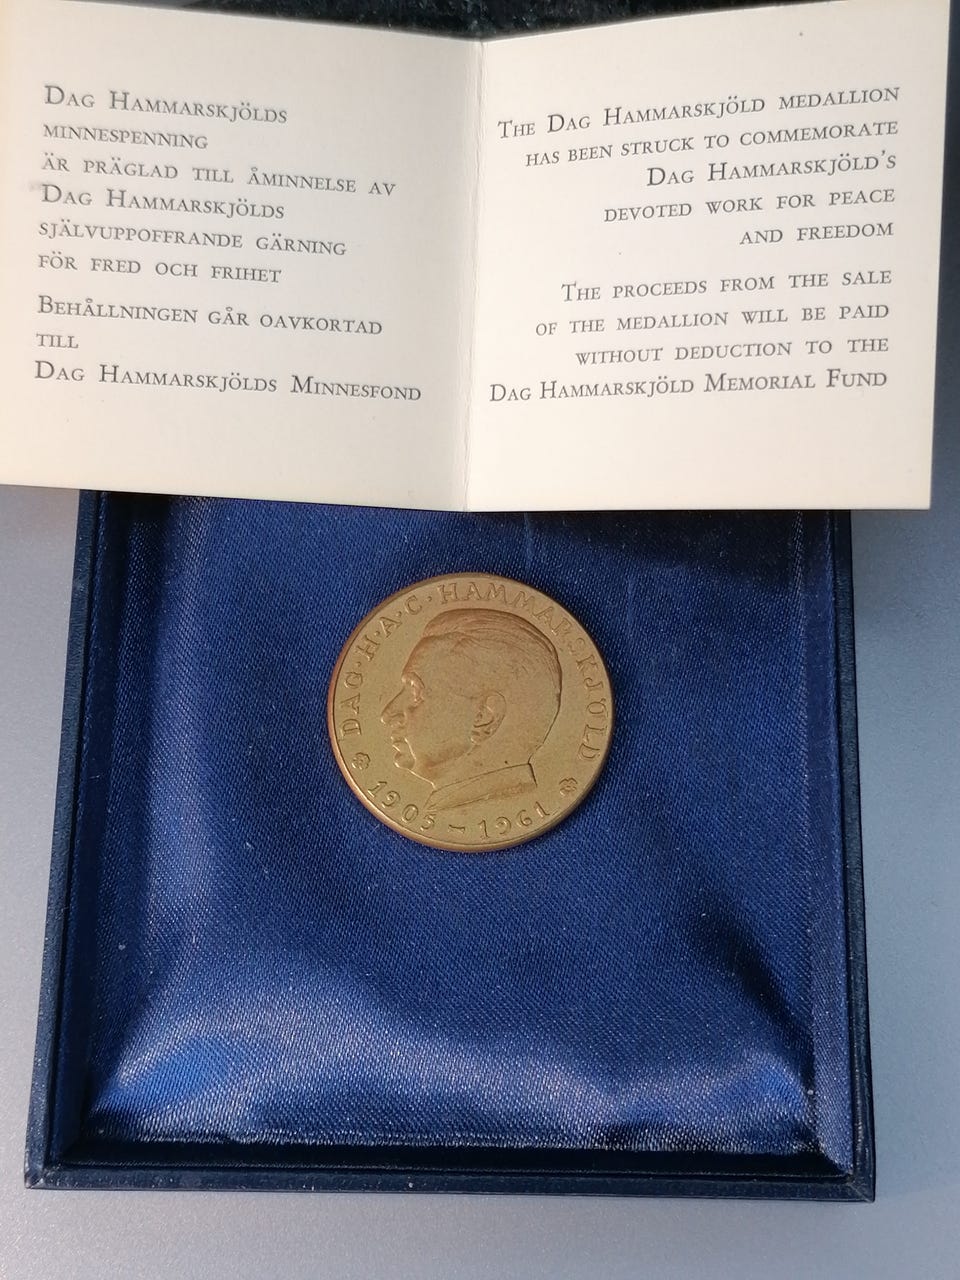 Dag Hammarskjölds
minnespenning
är präglad till åminnelse av
Dag Hammarskjölds
självuppoffrande gärning
för fred och frihet
Behållningen går oavkortad
till
Dag Hammarskjölds Minnesfond
The Dag Hammarskjöld medallion
has been struck to commemorate
Dag Hammarskjöld's
devoted work for peace
and freedom
The proceeds from the sale
of the medallion will be paid
without deduction to the
Dag Hammarskjöld Memorial Fund
DAG·H·A·C·HAMMARSKJÖLD
1905–1961